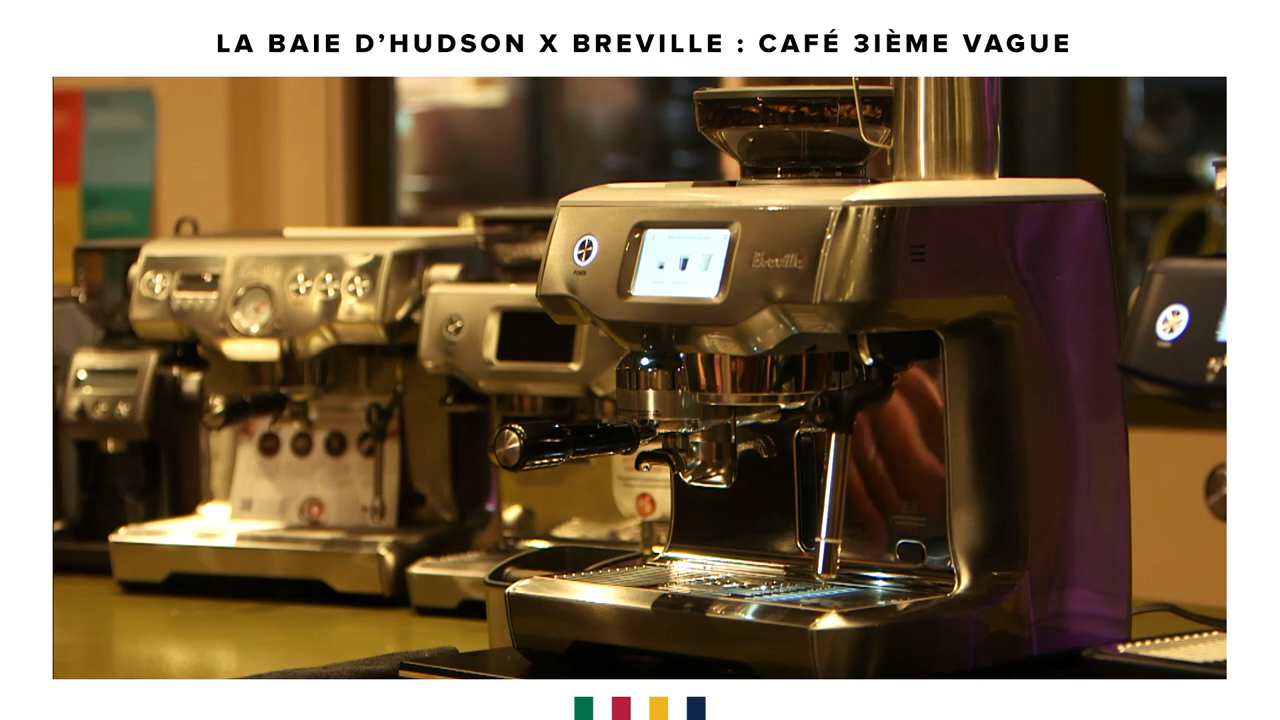 LA BAIE D’HUDSON X BREVILLE : CAFÉ 3IÈME VAGUE
POWER
Breville